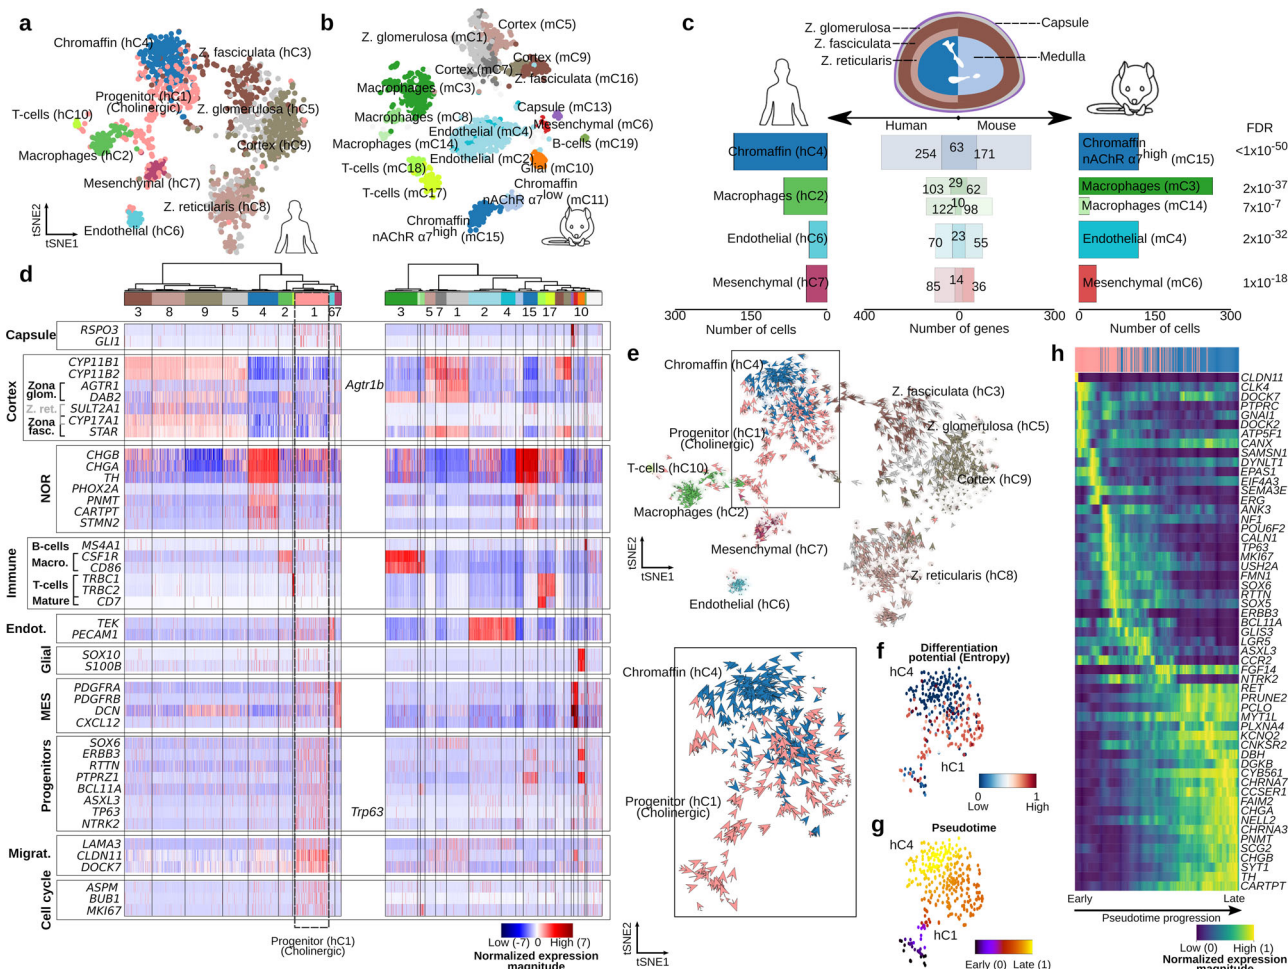 a
Chromaffin (hC4)
Z. fasciculata (hC3)
Progenitor (hC1)
(Cholinergic)
Z. glomerulosa (hC5)
T-cells (hC10)
Cortex (hC9)
Macrophages (hC2)
Mesenchymal (hC7)
Z. reticularis (hC8)
Endothelial (hC6)
tSNE2
tSNE1
b
Cortex (mC5)
Z. glomerulosa (mC1)
Cortex (mC9)
Cortex (mC7)
Z. fasciculata (mC16)
Macrophages (mC3)
Capsule (mC13)
Macrophages (mC8)
Mesenchymal (mC6)
Endothelial (mC4)
Macrophages (mC14)
B-cells (mC19)
Endothelial (mC2)
T-cells (mC18)
Glial (mC10)
T-cells (mC17)
Chromaffin
nAChR α7low (mC11)
Chromaffin
nAChR α7high (mC15)
c
Z. glomerulosa
Capsule
Z. fasciculata
Z. reticularis
Medulla
Human
Mouse
FDR
Chromaffin (hC4)
254
63
171
Chromaffin
nAChR α7high (mC15)
<1x10-50
Macrophages (hC2)
103
29
62
Macrophages (mC3)
2x10-37
122
10
98
Macrophages (mC14)
7x10-7
Endothelial (hC6)
70
23
55
Endothelial (mC4)
2x10-32
Mesenchymal (hC7)
85
14
36
Mesenchymal (mC6)
1x10-18
300 150 0
400 0 300
0 150 300
Number of cells
Number of genes
Number of cells
d
3 8 9 5 4 2 1 67
3 57 1 2 4 15 17 10
Capsule
RSPO3
GLI1
Cortex
CYP11B1
CYP11B2
Zona
glom.
AGTR1
Agtr1b
DAB2
Z. ret.
SULT2A1
Zona
fasc.
CYP17A1
STAR
NOR
CHGB
CHGA
TH
PHOX2A
PNMT
CARTPT
STMN2
Immune
B-cells
MS4A1
Macro.
CSF1R
CD86
T-cells
TRBC1
TRBC2
Mature
CD7
Endot.
TEK
PECAM1
Glial
SOX10
S100B
MES
PDGFRA
PDGFRB
DCN
CXCL12
Progenitors
SOX6
ERBB3
RTTN
PTPRZ1
BCL11A
ASXL3
TP63
Trp63
NTRK2
Migrat.
LAMA3
CLDN11
DOCK7
Cell cycle
ASPM
BUB1
MKI67
Progenitor (hC1)
(Cholinergic)
Low (-7) 0 High (7)
Normalized expression
magnitude
e
Chromaffin (hC4)
Z. fasciculata (hC3)
Progenitor (hC1)
(Cholinergic)
Z. glomerulosa (hC5)
T-cells (hC10)
Cortex (hC9)
Macrophages (hC2)
Mesenchymal (hC7)
Z. reticularis (hC8)
Endothelial (hC6)
tSNE2
tSNE1
Chromaffin (hC4)
Progenitor (hC1)
(Cholinergic)
tSNE2
tSNE1
f
Differentiation
potential (Entropy)
hC4
hC1
0 1
Low High
g
Pseudotime
hC4
hC1
Early (0) Late (1)
h
CLDN11
CLK4
DOCK7
PTPRC
GNAI1
DOCK2
ATP5F1
CANX
SAMSN1
DYNLT1
EPAS1
EIF4A3
SEMA3E
ERG
ANK3
NF1
POU6F2
CALN1
TP63
MKI67
USH2A
FMN1
SOX6
RTTN
SOX5
ERBB3
BCL11A
GLIS3
LGR5
ASXL3
CCR2
FGF14
NTRK2
RET
PRUNE2
PCLO
MYT1L
PLXNA4
KCNQ2
CNKSR2
DBH
DGKB
CYB561
CHRNA7
CCSER1
FAIM2
CHGA
NELL2
CHRNA3
PNMT
SCG2
CHGB
SYT1
TH
CARTPT
Early Late
Pseudotime progression
Low (0) High (1)
Normalized expression
magnitude